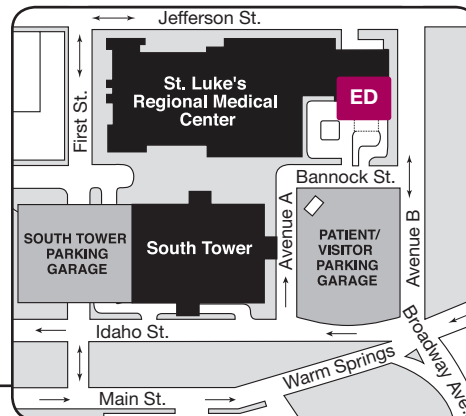 Jefferson St.
First St.
St. Luke's
Regional Medical
Center
ED
Bannock St.
SOUTH TOWER
PARKING
GARAGE
South Tower
Avenue A
PATIENT/
VISITOR
PARKING
GARAGE
Avenue B
Idaho St.
Broadway Ave.
Warm Springs
Main St.